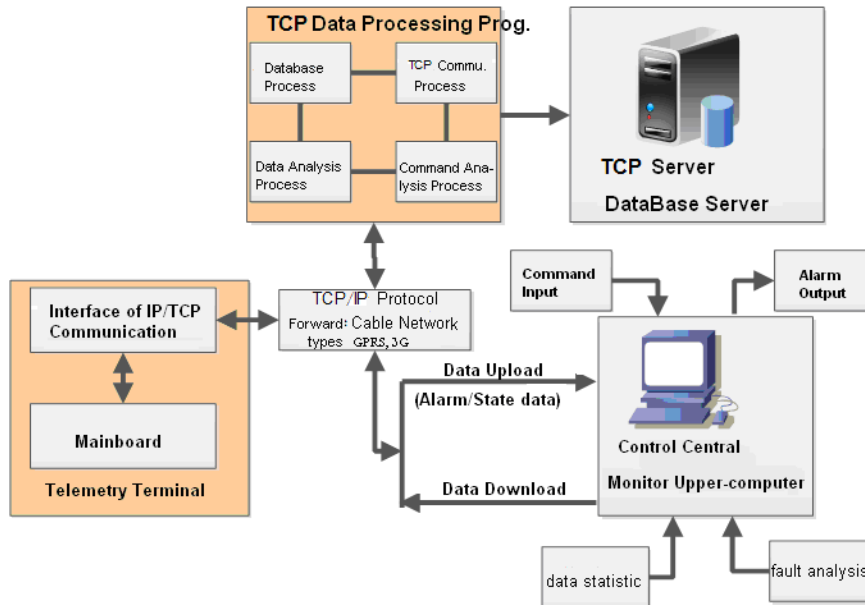 TCP Data Processing Prog.
Database
Process
TCP Commu.
Process
Data Analysis
Process
Command Ana-
lysis Process
TCP Server
DataBase Server
Command
Input
Alarm
Output
TCP/IP Protocol
Forward: Cable Network
types GPRS, 3G
Interface of IP/TCP
Communication
Mainboard
Telemetry Terminal
Data Upload
(Alarm/State data)
Data Download
Control Central
Monitor Upper-computer
data statistic
fault analysis